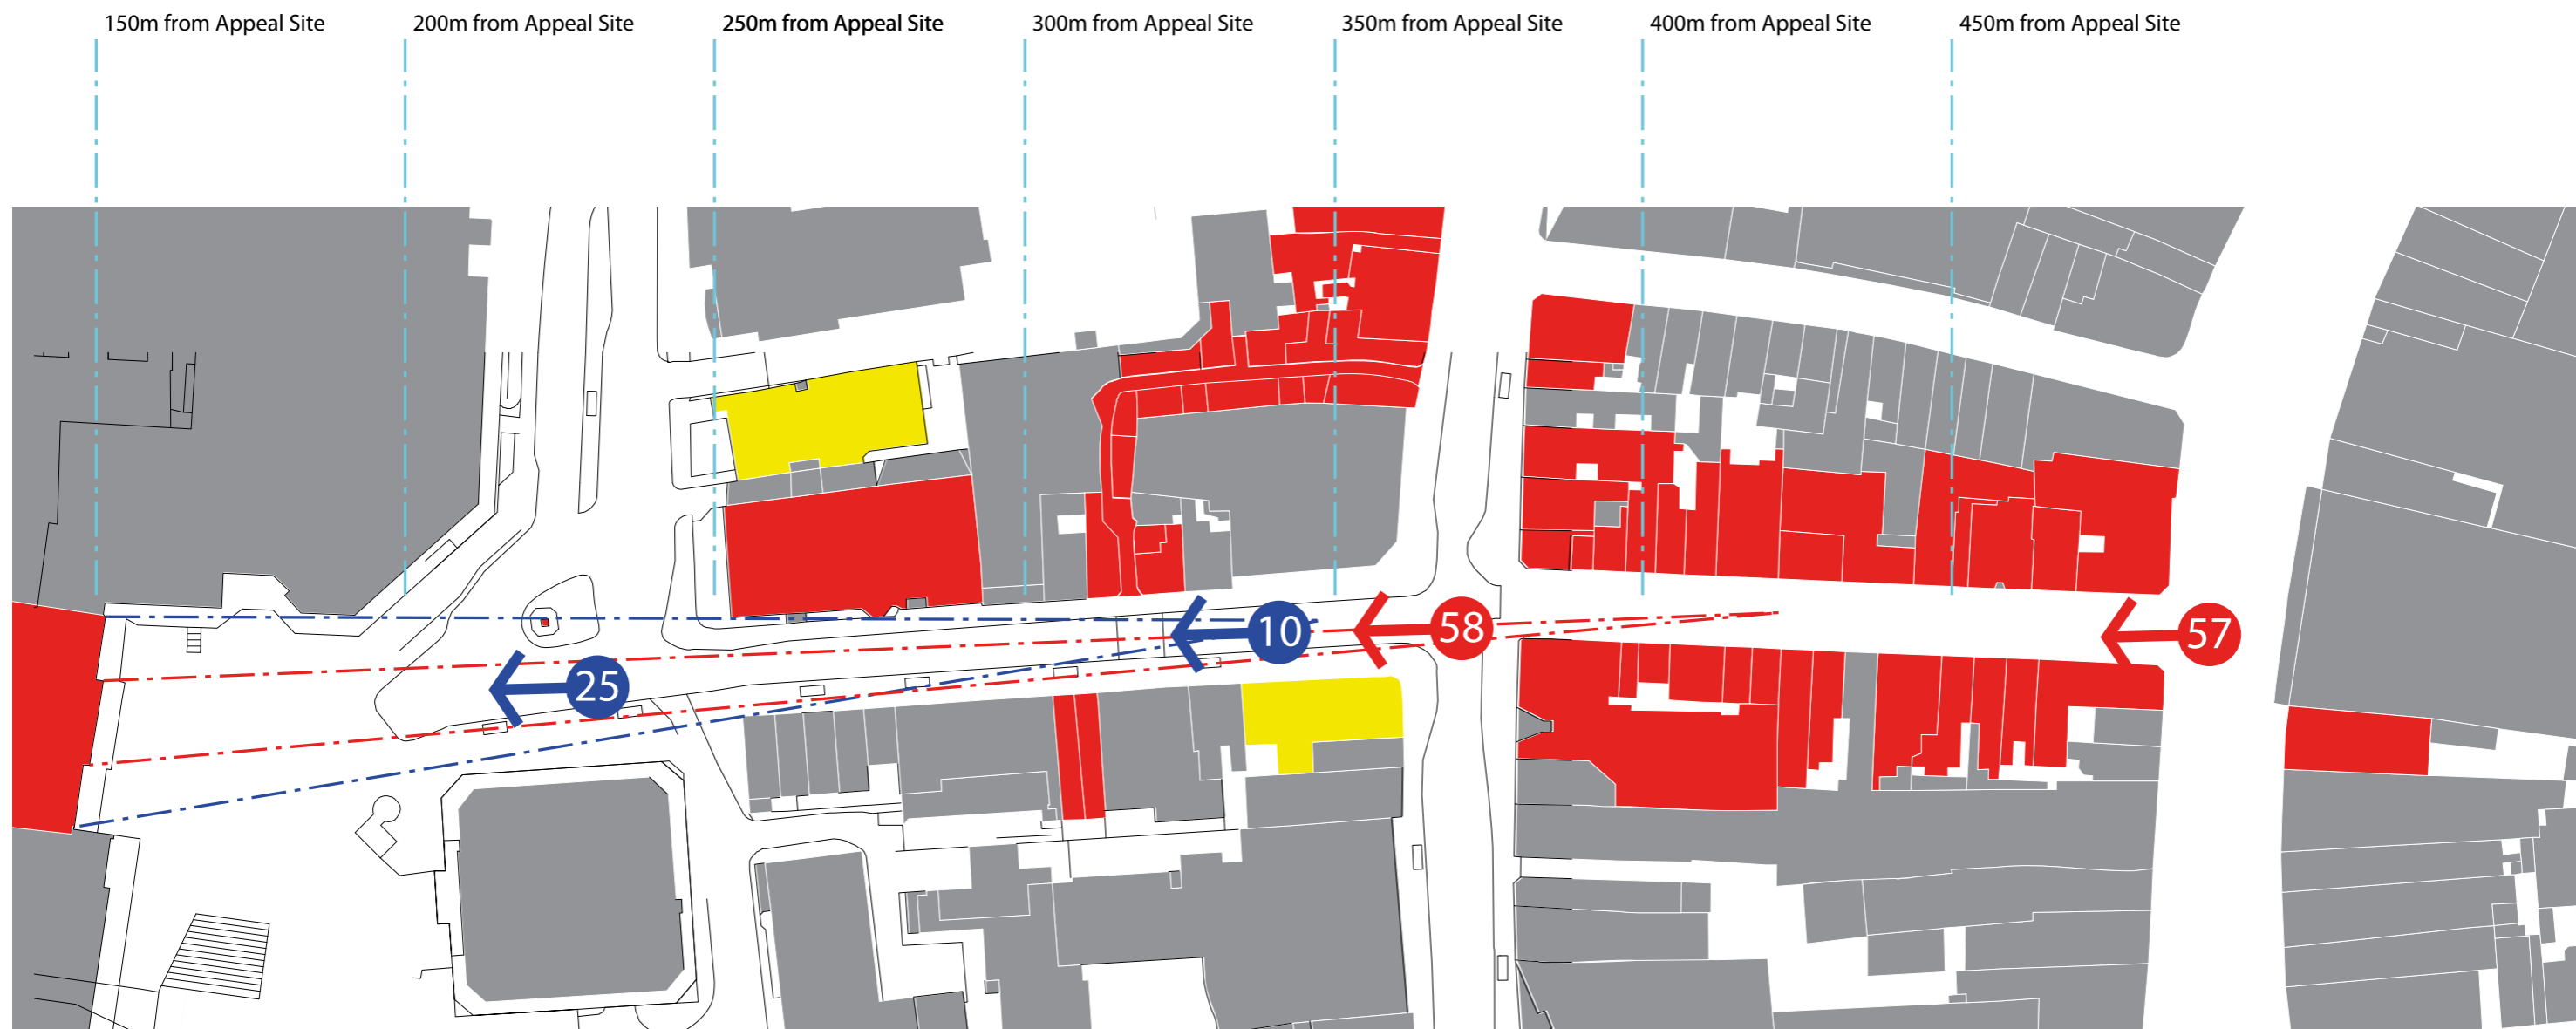 150m from Appeal Site
200m from Appeal Site
250m from Appeal Site
300m from Appeal Site
350m from Appeal Site
400m from Appeal Site
450m from Appeal Site
10
58
57
25